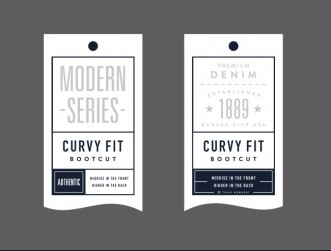 MODERN
-SERIES-
CURVY FIT
BOOTCUT
AUTHENTIC
MIDRISE IN THE FRONT
HIGHER IN THE BACK
PREMIUM
DENIM
ESTABLISHED
★ 1889 ★
KANSAS CITY USA
CURVY FIT
BOOTCUT
MIDRISE IN THE FRONT
HIGHER IN THE BACK